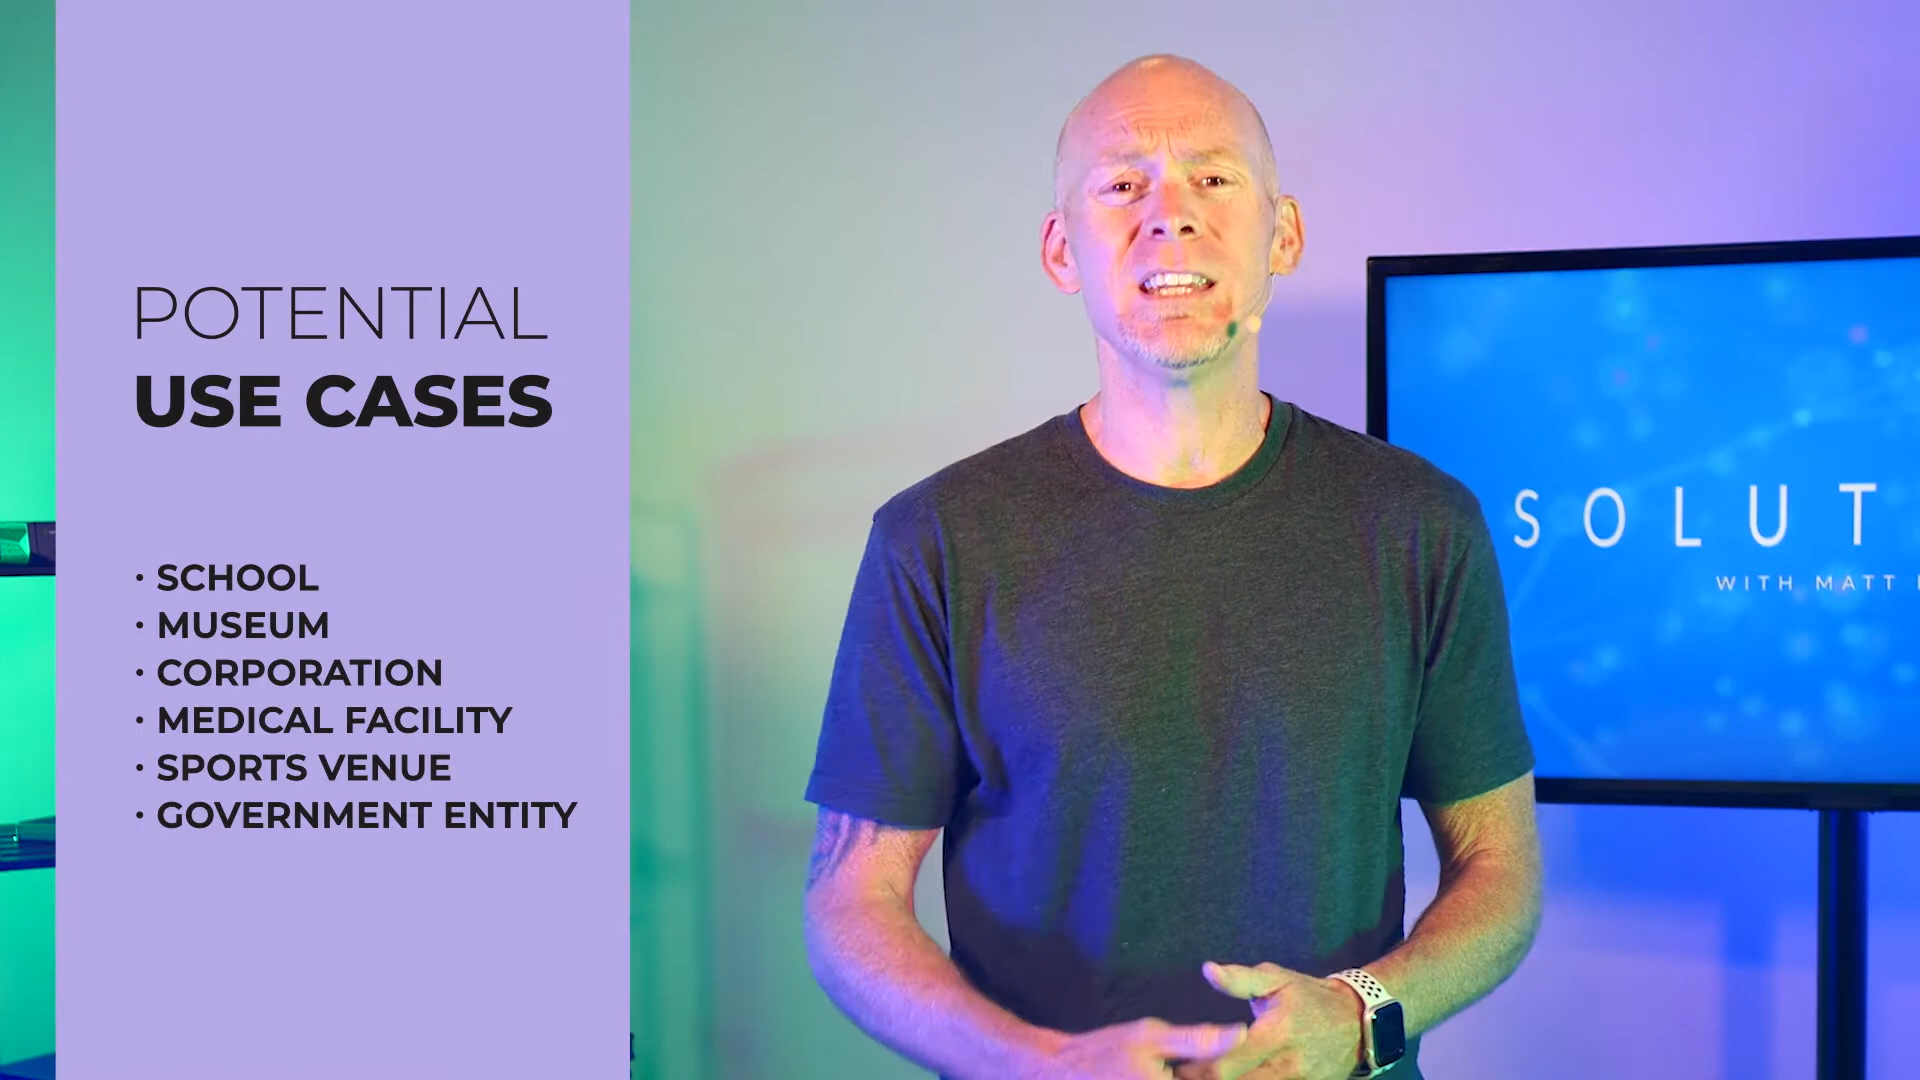 POTENTIAL
USE CASES
· SCHOOL
· MUSEUM
· CORPORATION
· MEDICAL FACILITY
· SPORTS VENUE
· GOVERNMENT ENTITY
SOLUT
WITH MATT